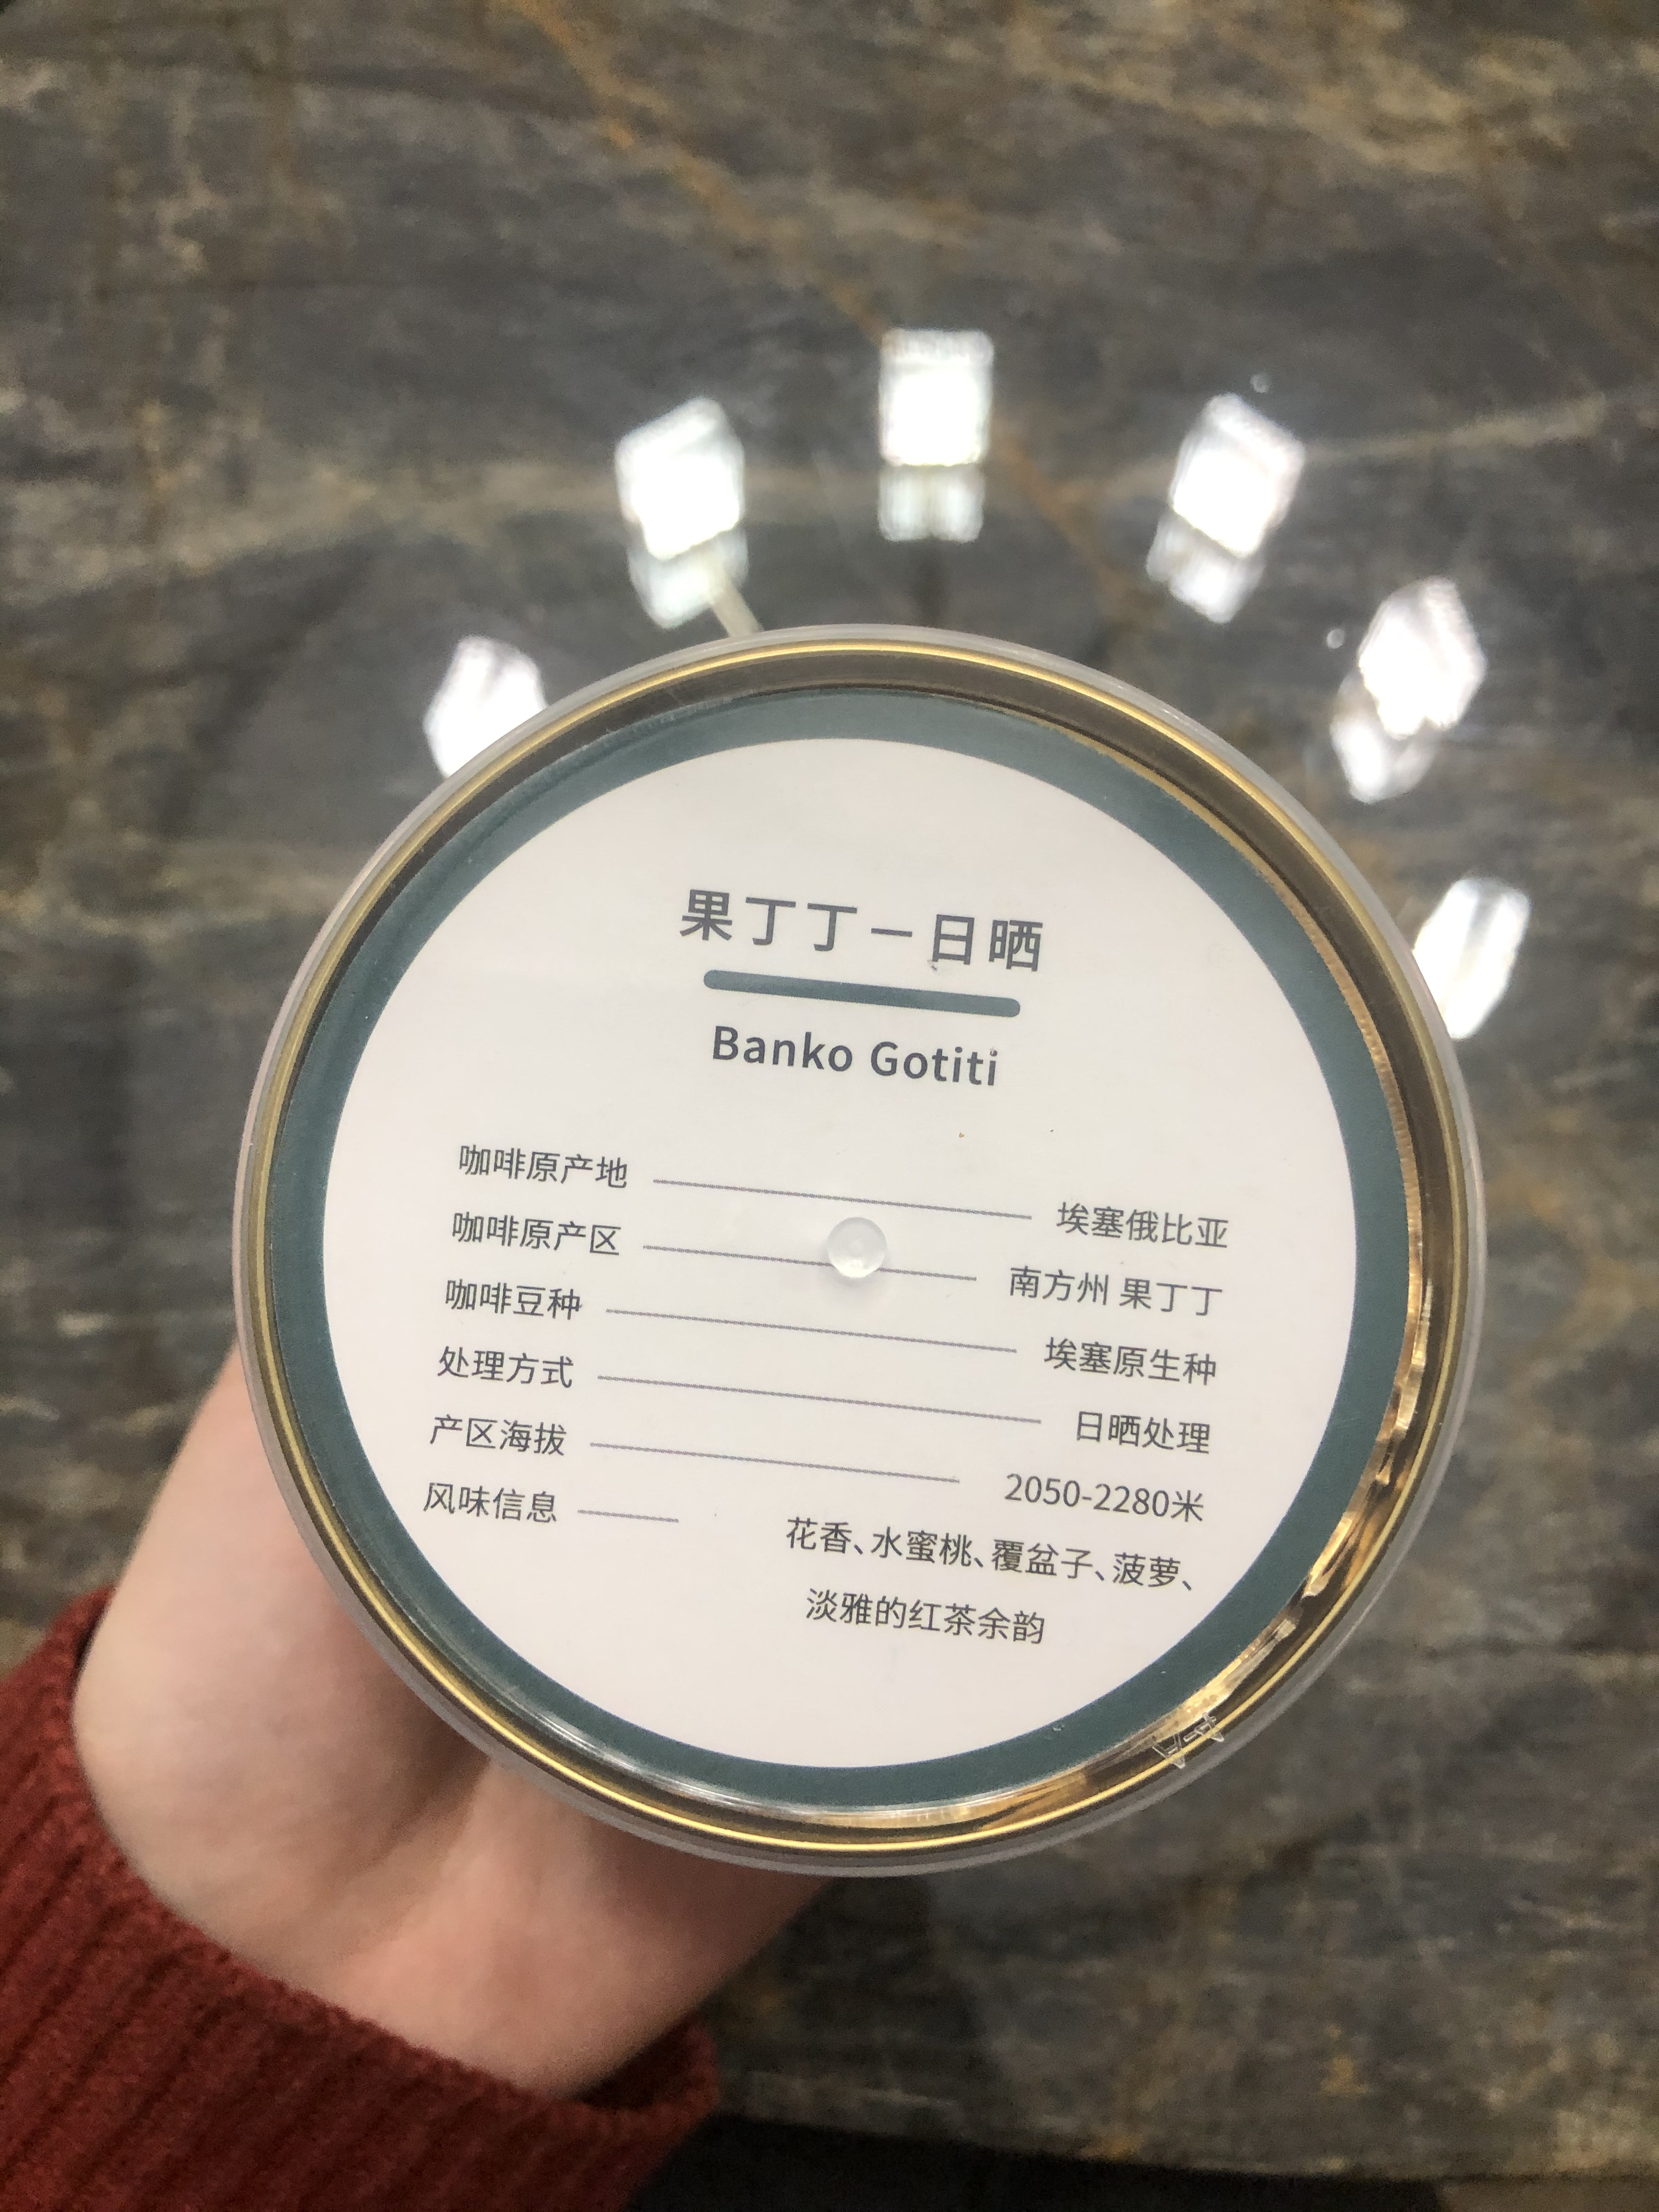 果丁丁－日晒
Banko Gotiti
咖啡原产地 埃塞俄比亚
咖啡原产区 南方州 果丁丁
咖啡豆种 埃塞原生种
处理方式 日晒处理
产区海拔 2050-2280米
风味信息 花香、水蜜桃、覆盆子、菠萝、
淡雅的红茶余韵